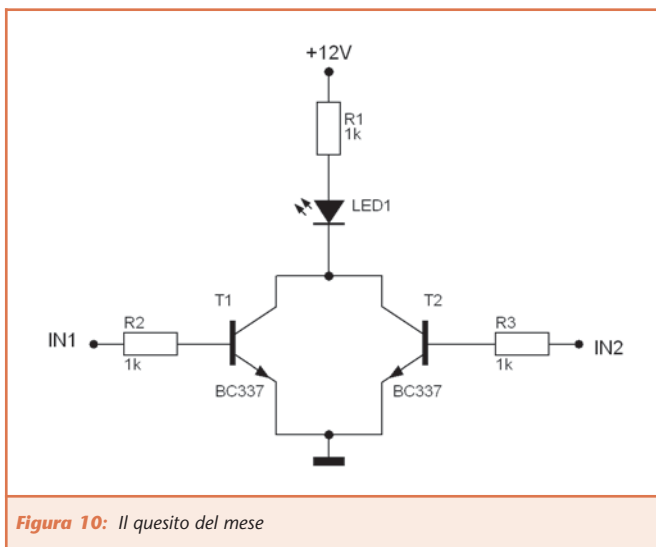 +12V
R1
1k
LED1
T1
T2
IN1
R2
1k
R3
1k
IN2
BC337
BC337
Figura 10: Il quesito del mese